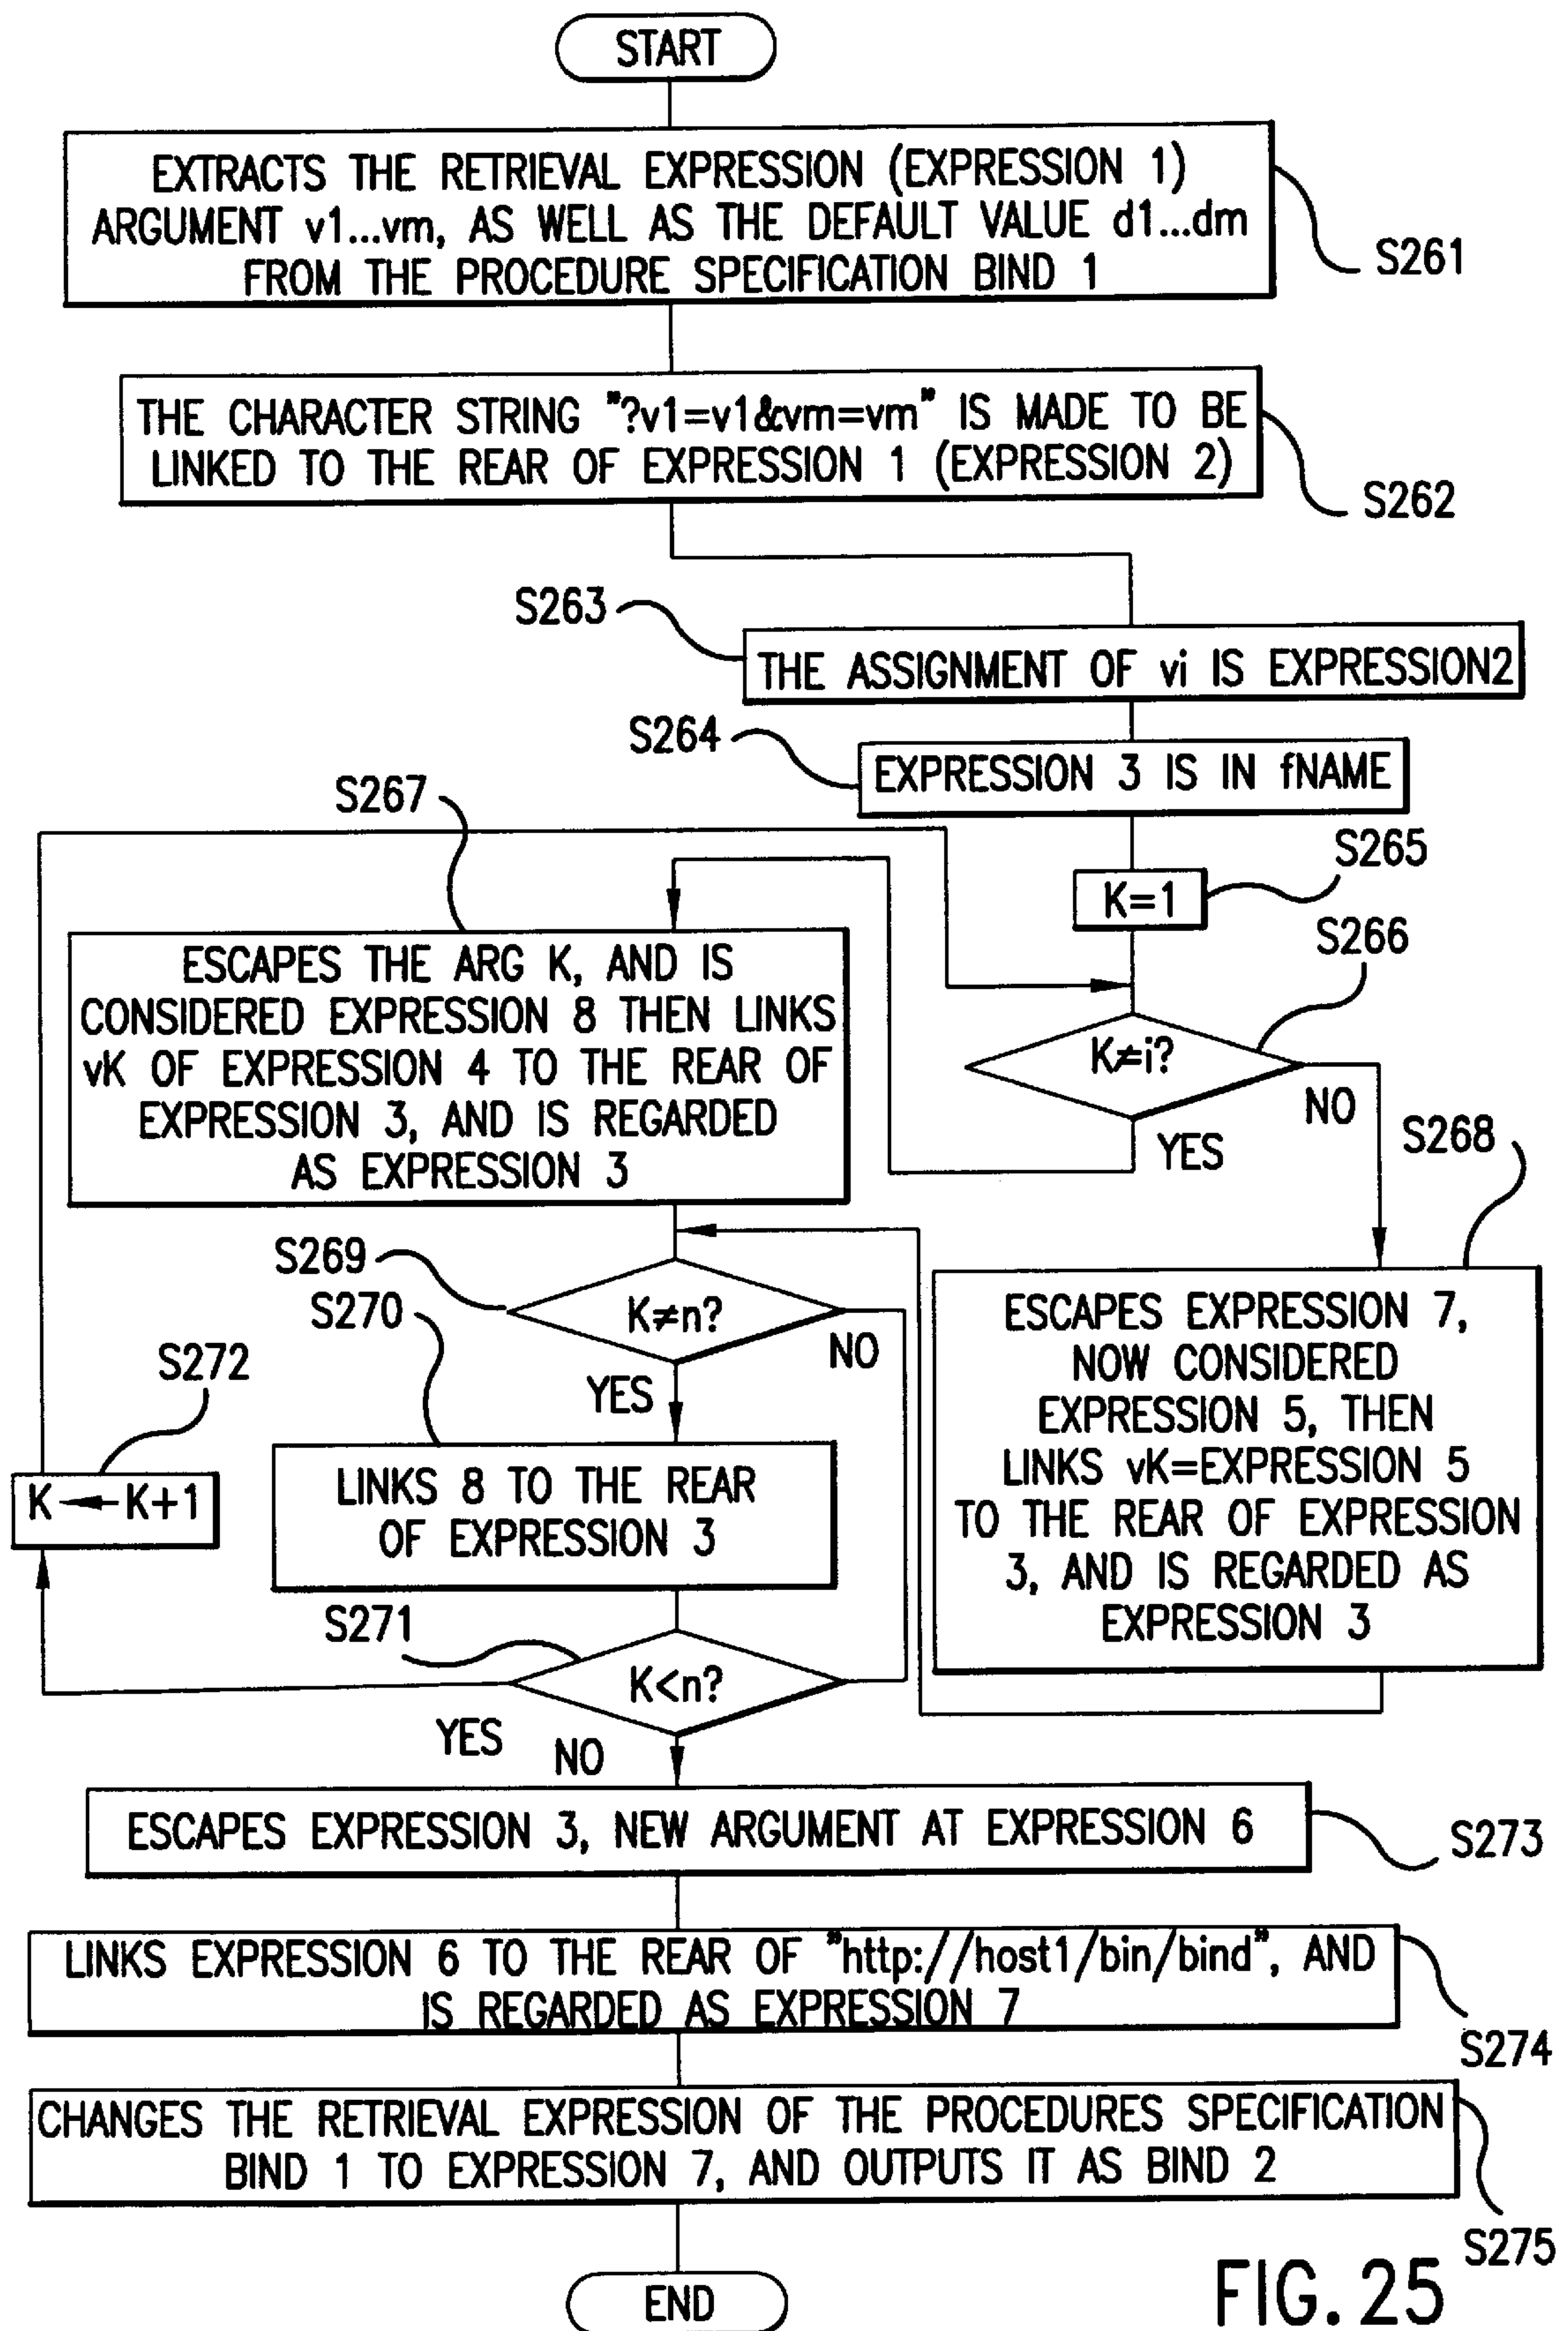 START
EXTRACTS THE RETRIEVAL EXPRESSION (EXPRESSION 1)
ARGUMENT v1...vm, AS WELL AS THE DEFAULT VALUE d1...dm
FROM THE PROCEDURE SPECIFICATION BIND 1
S261
THE CHARACTER STRING "?v1=v1&vm=vm" IS MADE TO BE
LINKED TO THE REAR OF EXPRESSION 1 (EXPRESSION 2)
S262
S263
THE ASSIGNMENT OF vi IS EXPRESSION2
S264
EXPRESSION 3 IS IN fNAME
S265
K=1
S266
K≠i?
NO
YES
S267
ESCAPES THE ARG K, AND IS
CONSIDERED EXPRESSION 8 THEN LINKS
vK OF EXPRESSION 4 TO THE REAR OF
EXPRESSION 3, AND IS REGARDED
AS EXPRESSION 3
S268
ESCAPES EXPRESSION 7,
NOW CONSIDERED
EXPRESSION 5, THEN
LINKS vK=EXPRESSION 5
TO THE REAR OF EXPRESSION
3, AND IS REGARDED AS
EXPRESSION 3
S269
K≠n?
NO
YES
S270
LINKS 8 TO THE REAR
OF EXPRESSION 3
S272
K←K+1
S271
K<n?
YES
NO
ESCAPES EXPRESSION 3, NEW ARGUMENT AT EXPRESSION 6
S273
LINKS EXPRESSION 6 TO THE REAR OF "http://host1/bin/bind", AND
IS REGARDED AS EXPRESSION 7
S274
CHANGES THE RETRIEVAL EXPRESSION OF THE PROCEDURES SPECIFICATION
BIND 1 TO EXPRESSION 7, AND OUTPUTS IT AS BIND 2
S275
END
FIG. 25